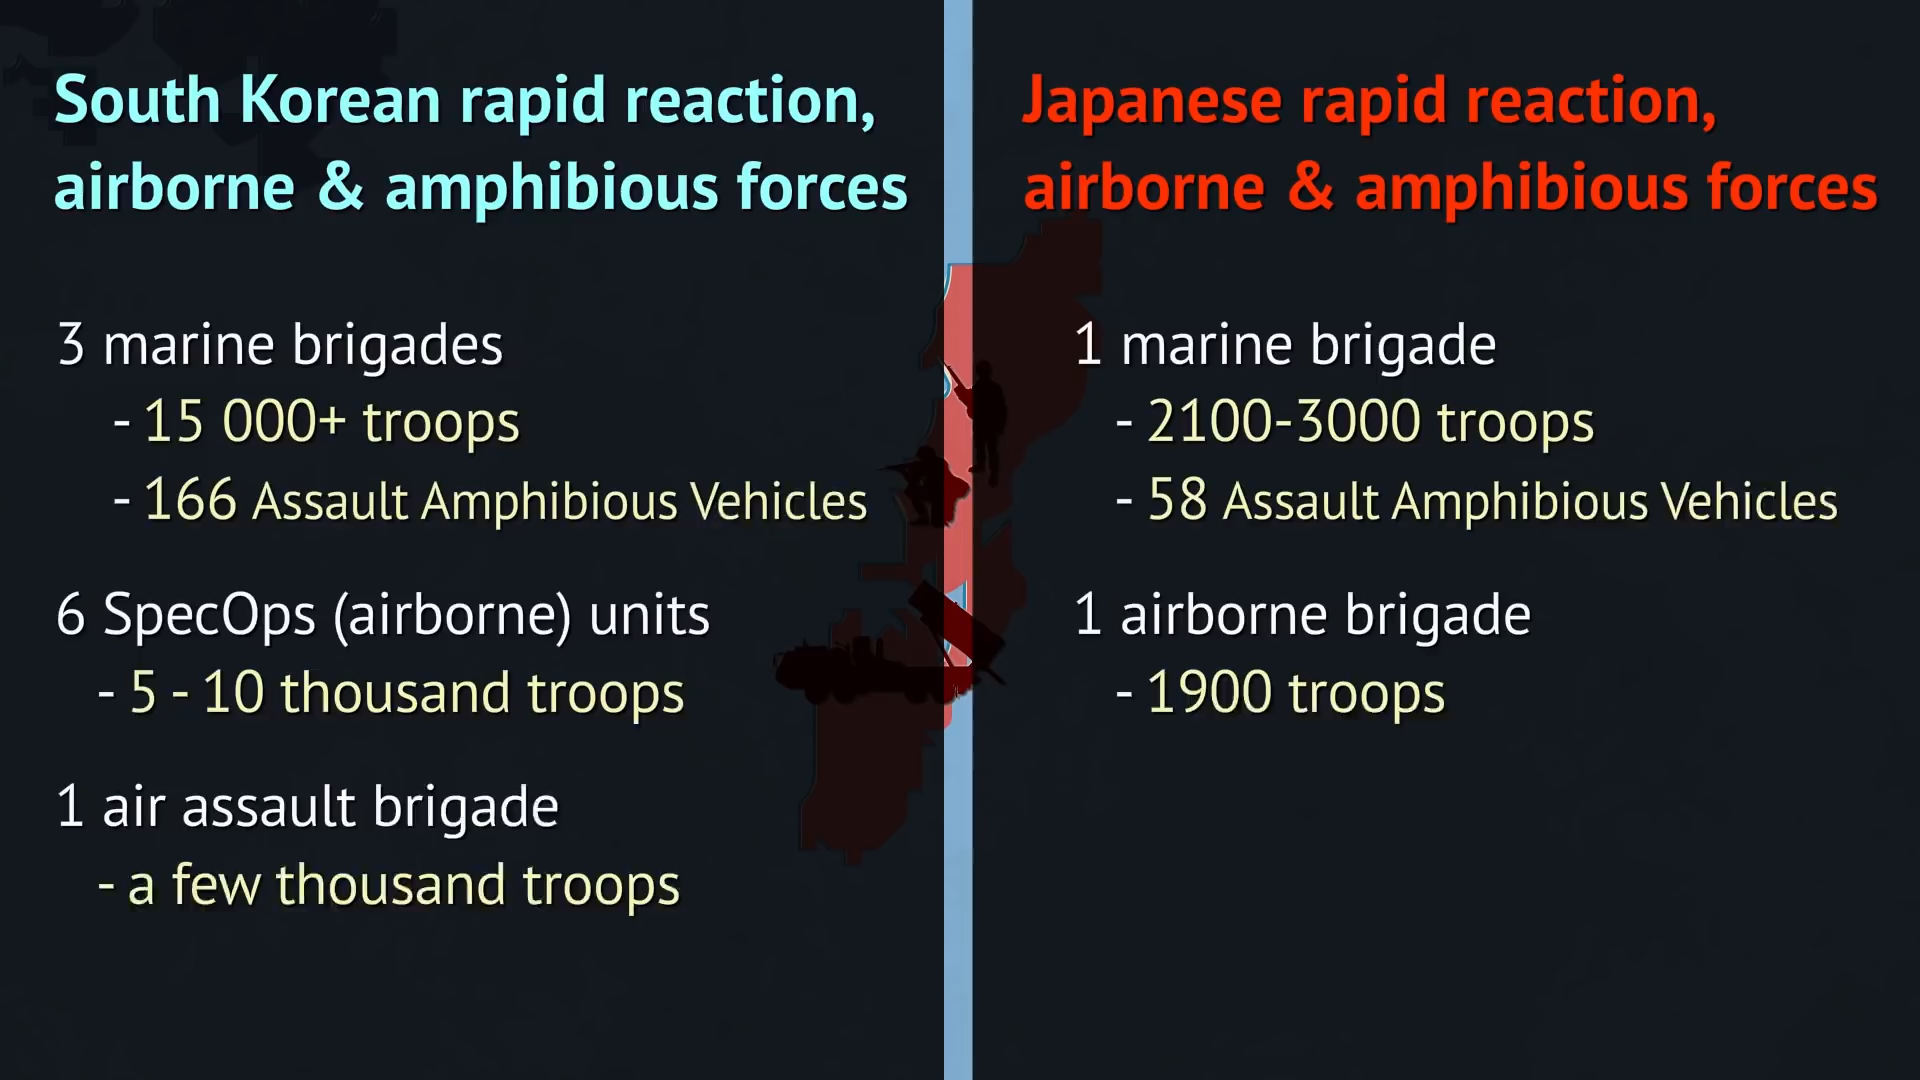 South Korean rapid reaction,
airborne & amphibious forces
3 marine brigades
- 15 000+ troops
- 166 Assault Amphibious Vehicles
6 SpecOps (airborne) units
- 5 - 10 thousand troops
1 air assault brigade
- a few thousand troops
Japanese rapid reaction,
airborne & amphibious forces
1 marine brigade
- 2100-3000 troops
- 58 Assault Amphibious Vehicles
1 airborne brigade
- 1900 troops